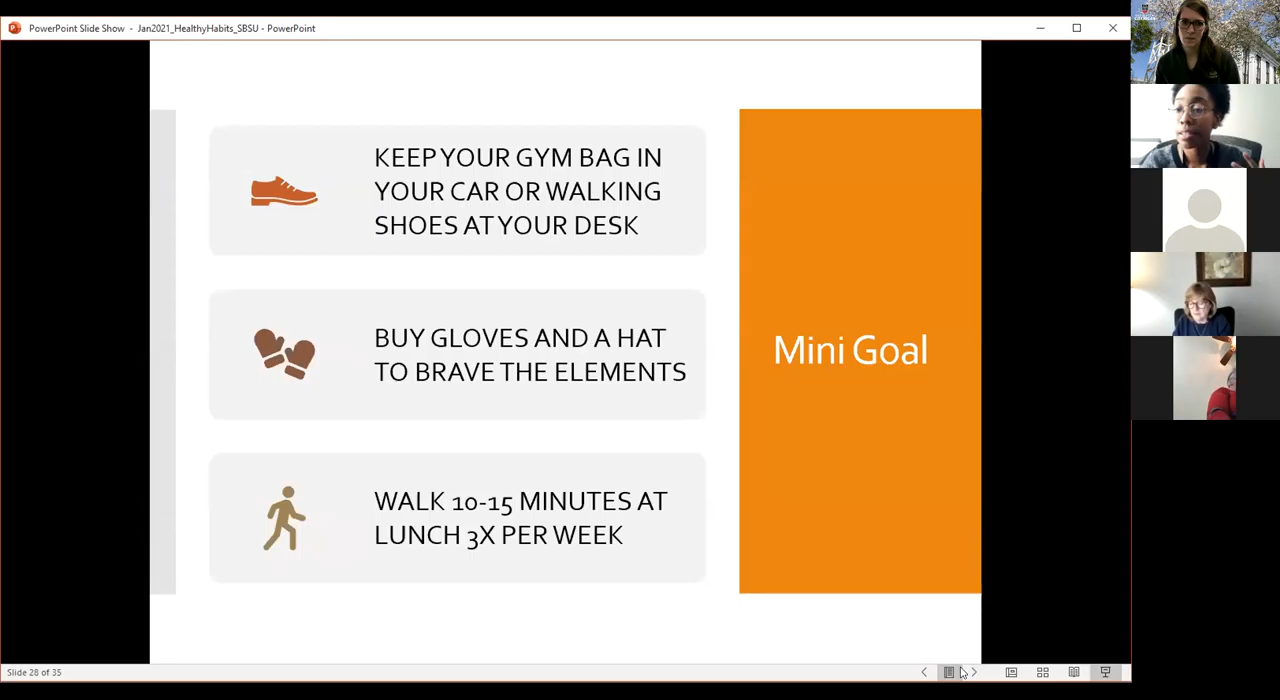 PowerPoint Slide Show - Jan2021_HealthyHabits_SBSU - PowerPoint
KEEP YOUR GYM BAG IN
YOUR CAR OR WALKING
SHOES AT YOUR DESK
BUY GLOVES AND A HAT
TO BRAVE THE ELEMENTS
WALK 10-15 MINUTES AT
LUNCH 3X PER WEEK
Mini Goal
Slide 28 of 35